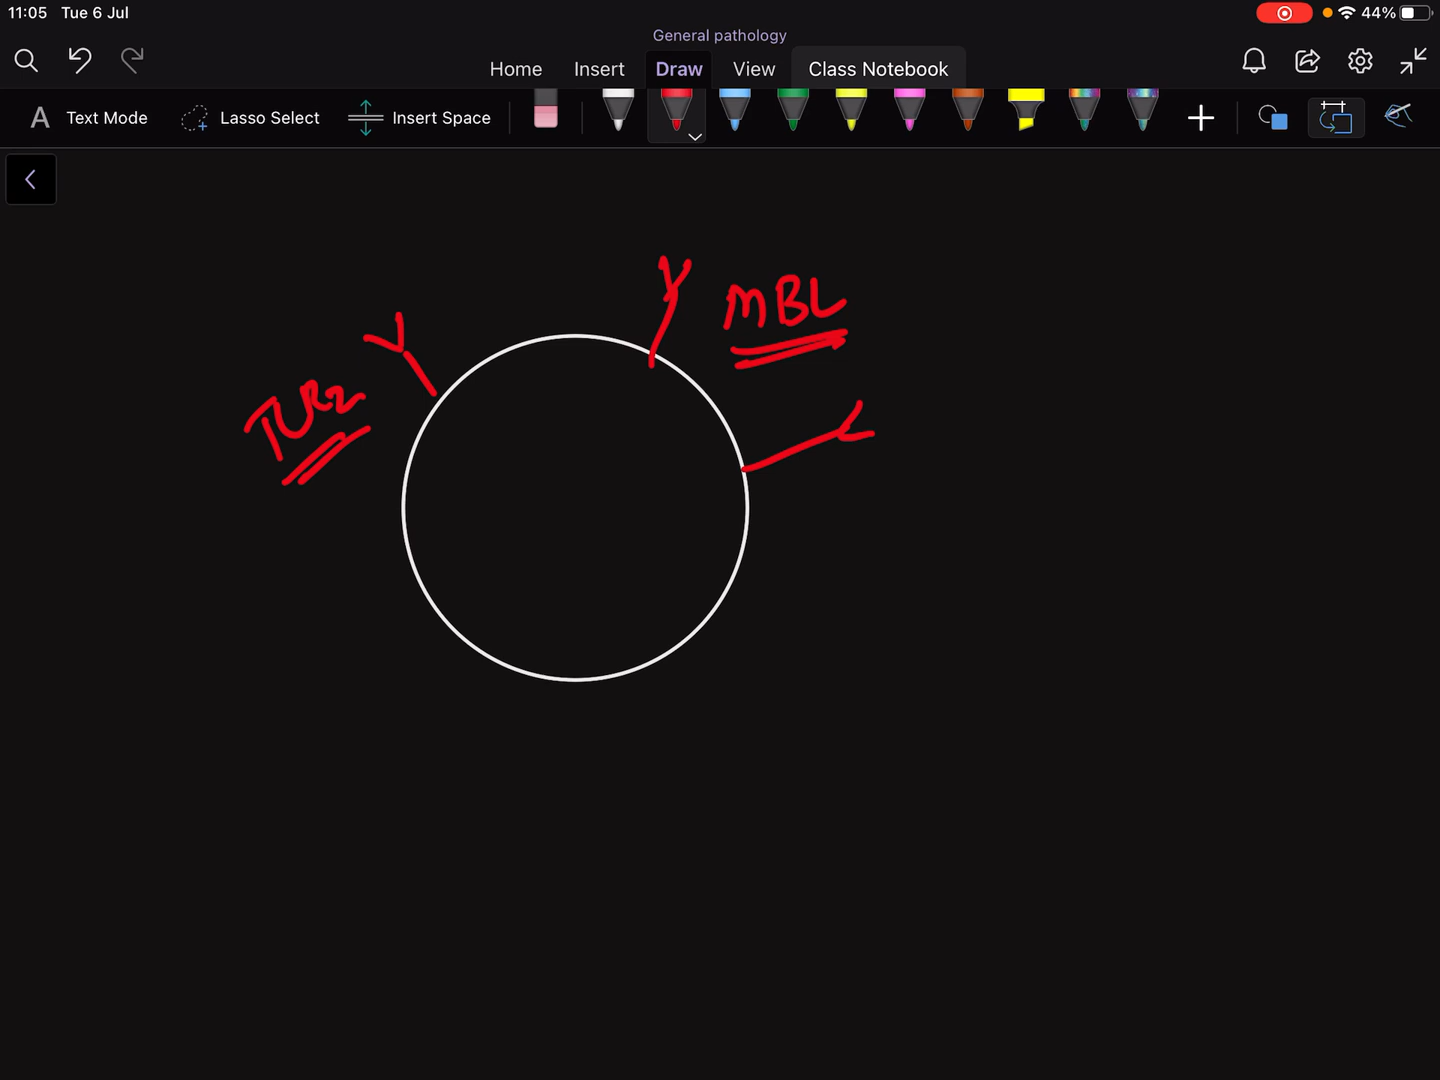 11:05 Tue 6 Jul
44%
General pathology
Home Insert Draw View Class Notebook
A Text Mode Lasso Select Insert Space
MBL
TLR2